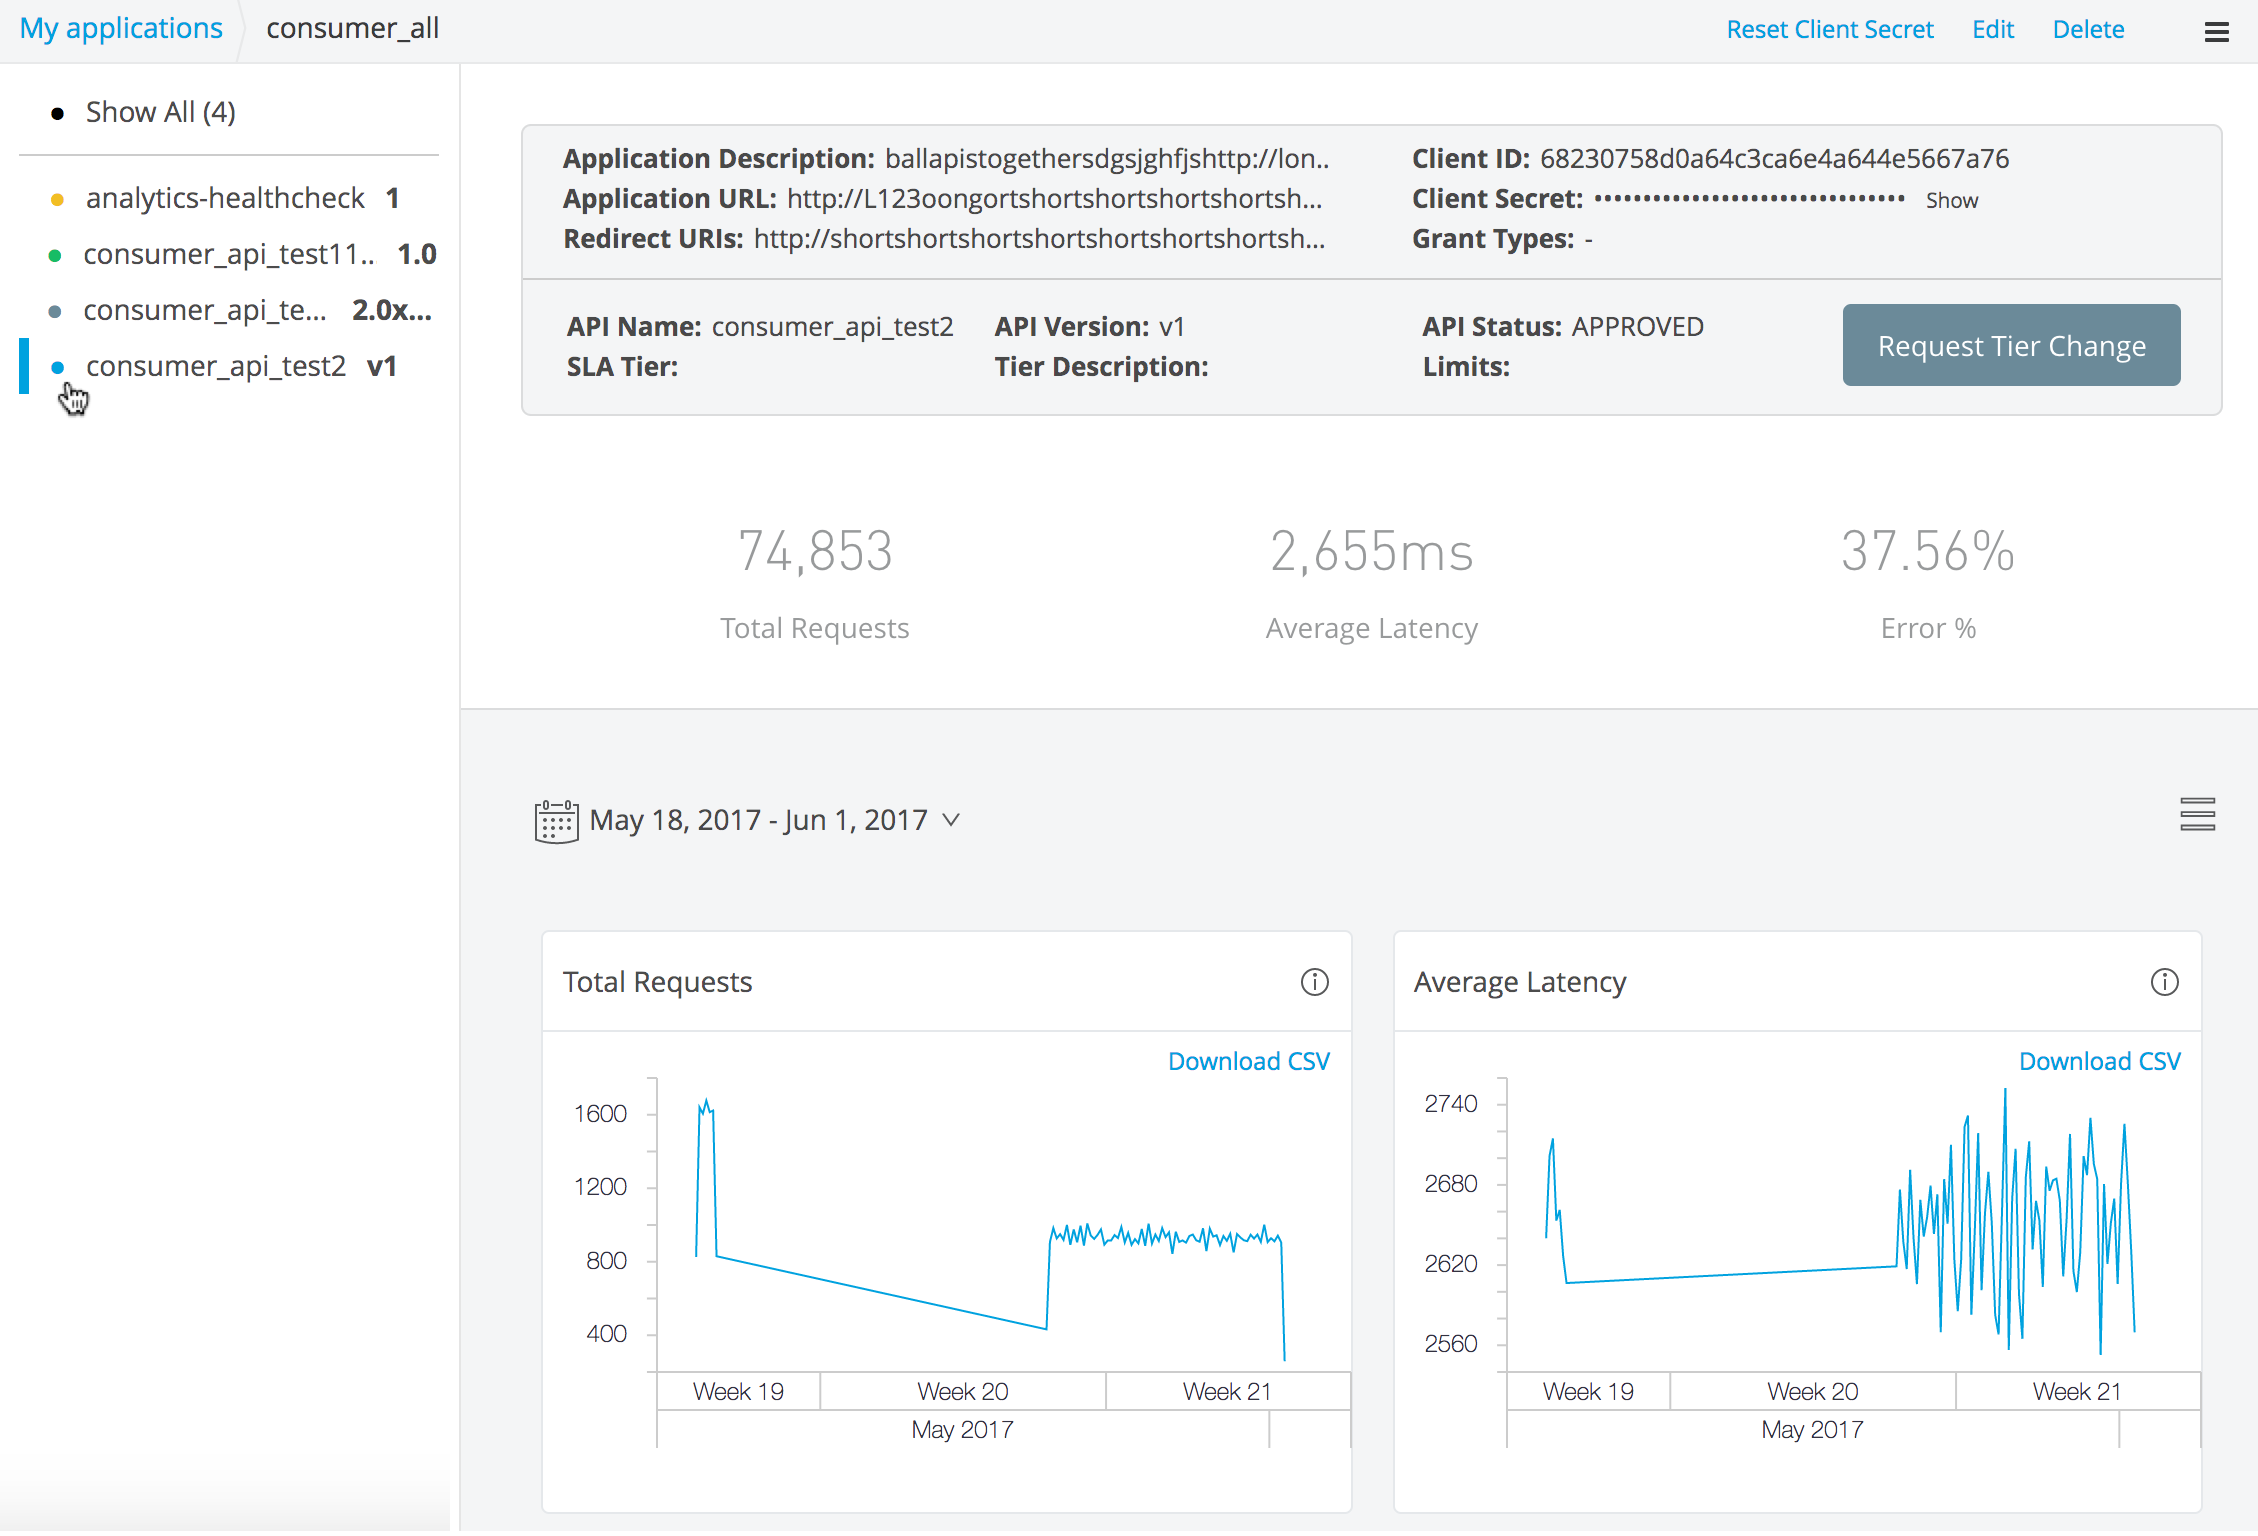 My applications consumer_all Reset Client Secret Edit Delete
Show All (4)
analytics-healthcheck 1
consumer_api_test11.. 1.0
consumer_api_te... 2.0x...
consumer_api_test2 v1
Application Description: ballapistogethersdgsjghfjshttp://lon..
Application URL: http://L123oongortshortshortshortshortsh...
Redirect URIs: http://shortshortshortshortshortshortshortsh...
Client ID: 68230758d0a64c3ca6e4a644e5667a76
Client Secret: •••••••••••••••••••••••••••••••• Show
Grant Types: -
API Name: consumer_api_test2 API Version: v1 API Status: APPROVED
SLA Tier: Tier Description: Limits:
Request Tier Change
74,853 2,655ms 37.56%
Total Requests Average Latency Error %
May 18, 2017 - Jun 1, 2017
Total Requests
Download CSV
1600
1200
800
400
Week 19 Week 20 Week 21
May 2017
Average Latency
Download CSV
2740
2680
2620
2560
Week 19 Week 20 Week 21
May 2017